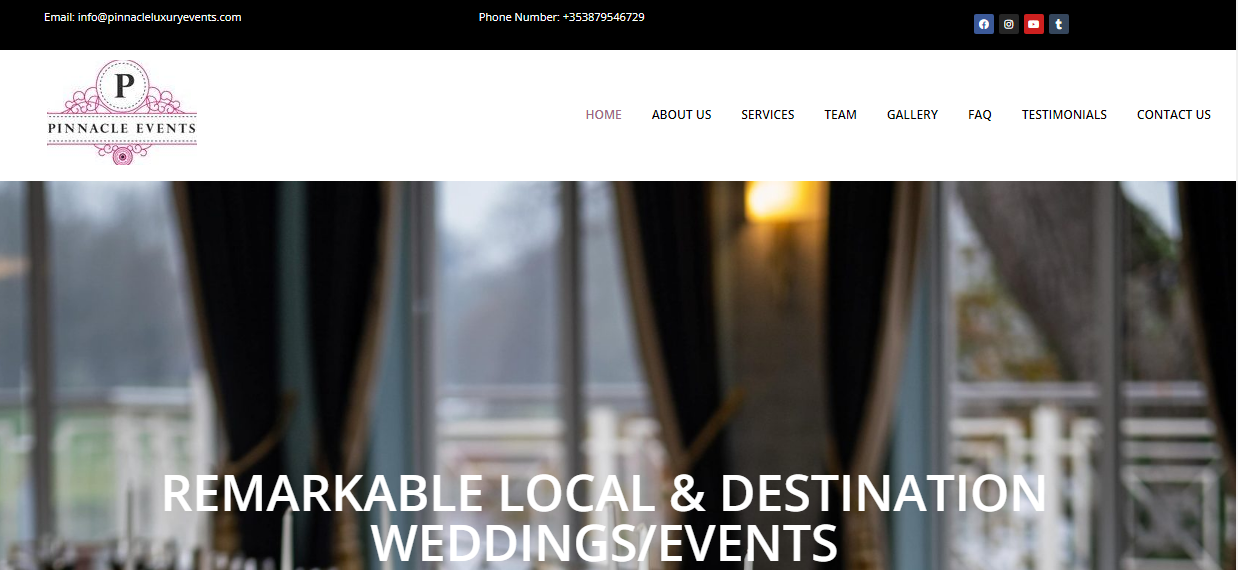 Email: info@pinnacleluxuryevents.com
Phone Number: +353879546729
P
PINNACLE EVENTS
HOME ABOUT US SERVICES TEAM GALLERY FAQ TESTIMONIALS CONTACT US
REMARKABLE LOCAL & DESTINATION
WEDDINGS/EVENTS